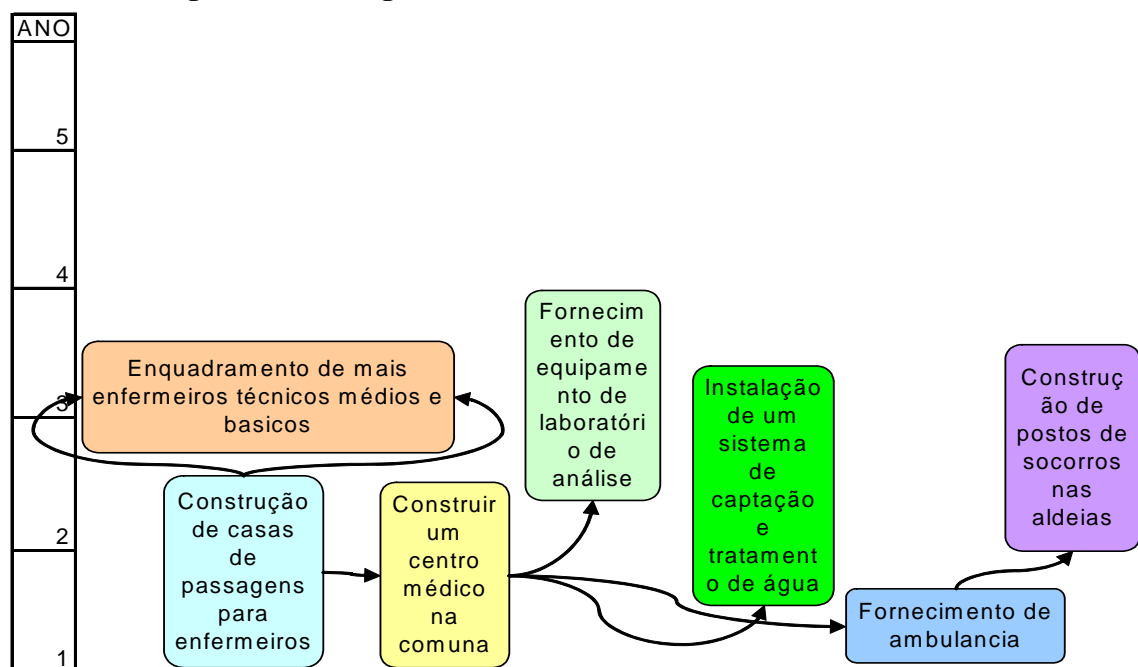 ANO
5
4
3
2
1
Enquadramento de mais
enfermeiros técnicos médios e
basicos
Construção
de casas
de
passagens
para
enfermeiros
Construir
um
centro
médico
na
comuna
Fornecim
ento de
equipame
nto de
laboratóri
o de
análise
Instalação
de um
sistema
de
captação
e
tratament
o de água
Fornecimento de
ambulancia
Construç
ão de
postos de
socorros
nas
aldeias